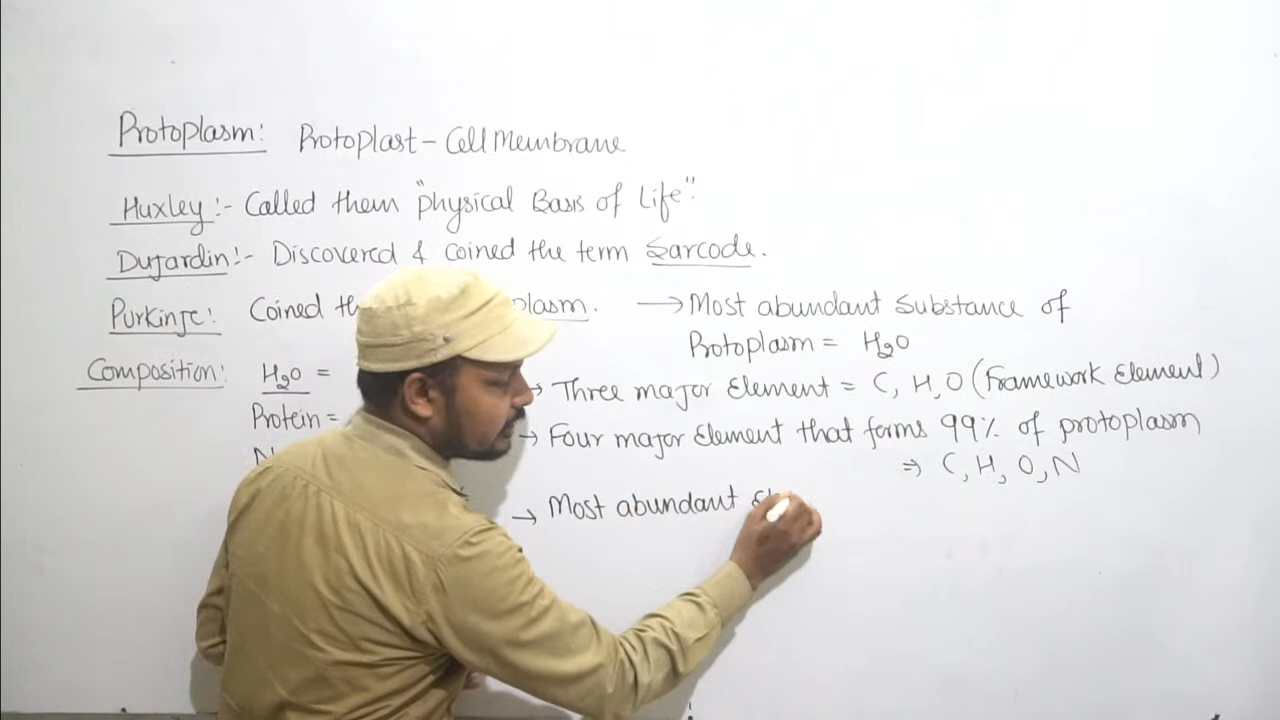 Protoplasm: Protoplast - Cell Membrane
Huxley :- Called them "physical Basis of Life".
Dujardin :- Discovered & Coined the term Sarcode.
Purkinje: Coined plasm.
→ Most abundant Substance of
Protoplasm = H2O
Composition: H2O =
Protein =
→ Three major Element = C, H, O (Framework Element)
→ Four major Element that forms 99% of protoplasm
⇒ C, H, O, N
→ Most abundant